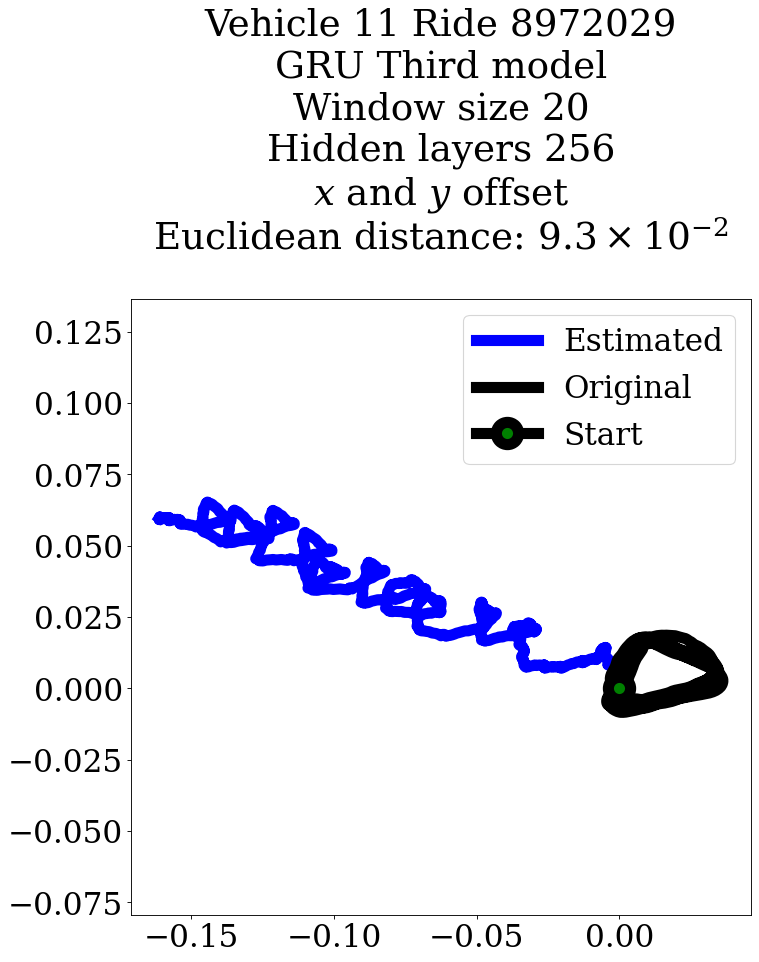 Vehicle 11 Ride 8972029
GRU Third model
Window size 20
Hidden layers 256
x and y offset
Euclidean distance: 9.3 × 10⁻²
Estimated
Original
Start
0.125
0.100
0.075
0.050
0.025
0.000
−0.025
−0.050
−0.075
−0.15 −0.10 −0.05 0.00